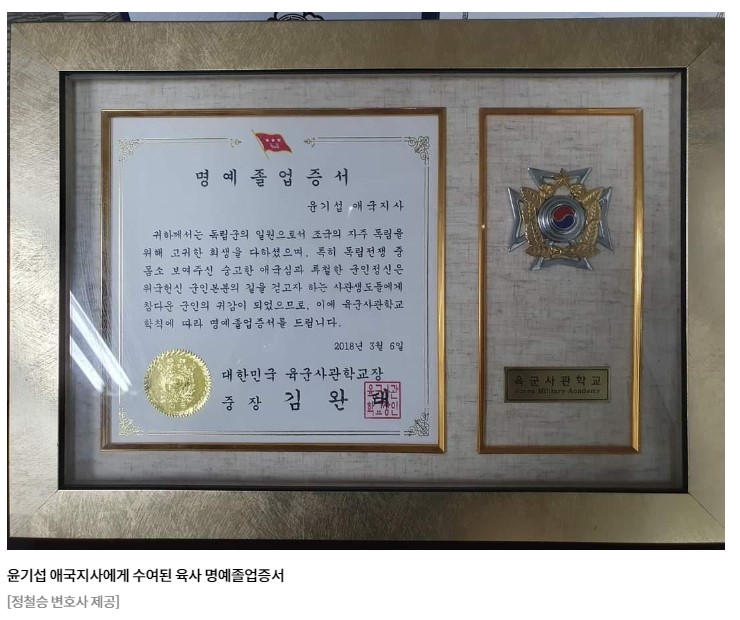 명예졸업증서
윤기섭 애국지사
귀하께서는 독립군의 일원으로서 조국의 자주 독립을
위해 고귀한 희생을 다하셨으며, 특히 독립전쟁 중
몸소 보여주신 숭고한 애국심과 투철한 군인정신은
위국헌신 군인본분의 길을 걷고자 하는 사관생도들에게
참다운 군인의 귀감이 되었으므로, 이에 육군사관학교
학칙에 따라 명예졸업증서를 드립니다.
2018년 3월 6일
대한민국 육군사관학교장
중장 김완태
육군사관학교
Korea Military Academy
윤기섭 애국지사에게 수여된 육사 명예졸업증서
[정철승 변호사 제공]